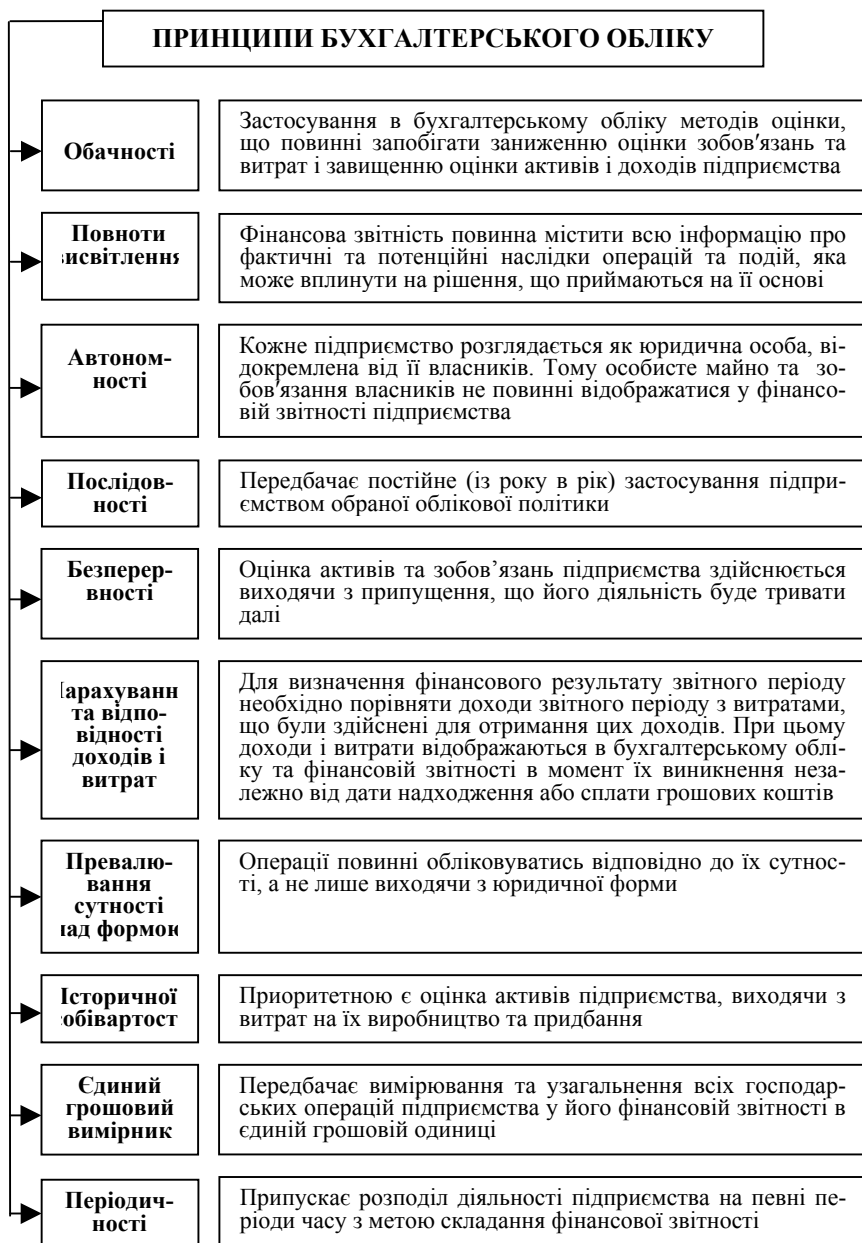 ПРИНЦИПИ БУХГАЛТЕРСЬКОГО ОБЛІКУ
Обачності
Застосування в бухгалтерському обліку методів оцінки,
що повинні запобігати заниженню оцінки зобов'язань та
витрат і завищенню оцінки активів і доходів підприємства
Повноти
висвітлення
Фінансова звітність повинна містити всю інформацію про
фактичні та потенційні наслідки операцій та подій, яка
може вплинути на рішення, що приймаються на її основі
Автоном-
ності
Кожне підприємство розглядається як юридична особа, ві-
докремлена від її власників. Тому особисте майно та зо-
бов'язання власників не повинні відображатися у фінансо-
вій звітності підприємства
Послідов-
ності
Передбачає постійне (із року в рік) застосування підпри-
ємством обраної облікової політики
Безперер-
вності
Оцінка активів та зобов’язань підприємства здійснюється
виходячи з припущення, що його діяльність буде тривати
далі
Нарахування
та відпо-
відності
доходів і
витрат
Для визначення фінансового результату звітного періоду
необхідно порівняти доходи звітного періоду з витратами,
що були здійснені для отримання цих доходів. При цьому
доходи і витрати відображаються в бухгалтерському облі-
ку та фінансовій звітності в момент їх виникнення неза-
лежно від дати надходження або сплати грошових коштів
Превалю-
вання
сутності
над формою
Операції повинні обліковуватись відповідно до їх сутнос-
ті, а не лише виходячи з юридичної форми
Історичної
собівартості
Приоритетною є оцінка активів підприємства, виходячи з
витрат на їх виробництво та придбання
Єдиний
грошовий
вимірник
Передбачає вимірювання та узагальнення всіх господар-
ських операцій підприємства у його фінансовій звітності в
єдиній грошовій одиниці
Періодич-
ності
Припускає розподіл діяльності підприємства на певні пе-
ріоди часу з метою складання фінансової звітності